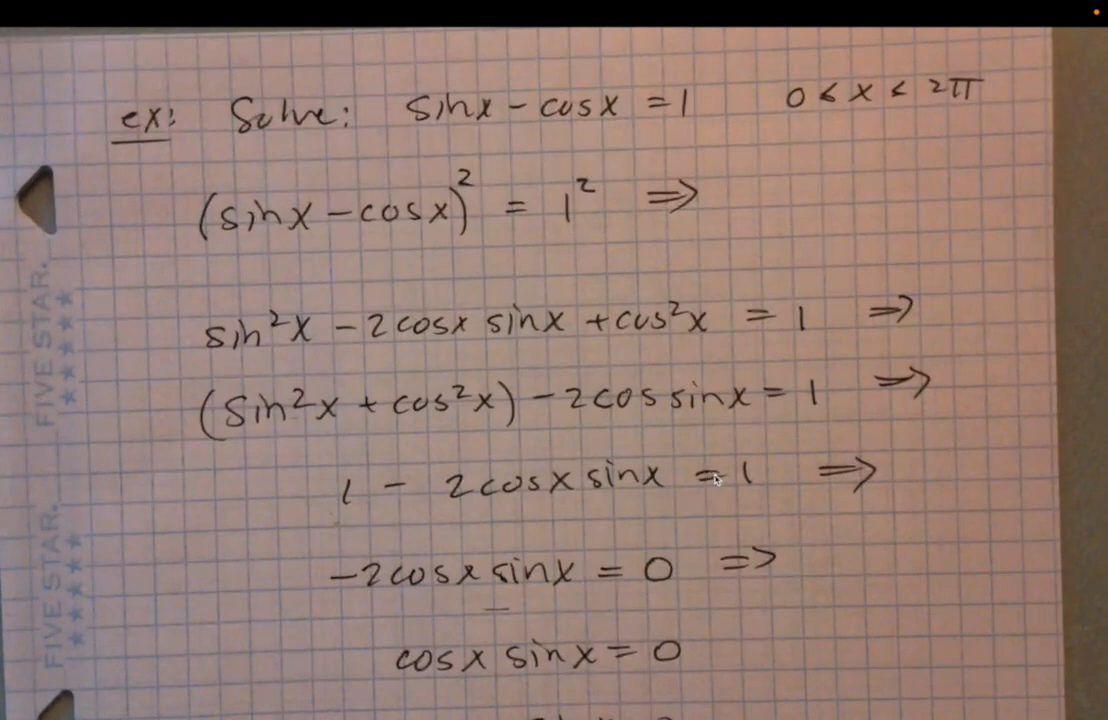 ex: Solve: sinx - cosx = 1 0 < x < 2π
(sinx - cosx)² = 1² ⇒
sin²x - 2cosx sinx + cos²x = 1 ⇒
(sin²x + cos²x) - 2cos sinx = 1 ⇒
1 - 2cosx sinx = 1 ⇒
-2cosx sinx = 0 ⇒
cosx sinx = 0
FIVE STAR.
FIVE STAR.